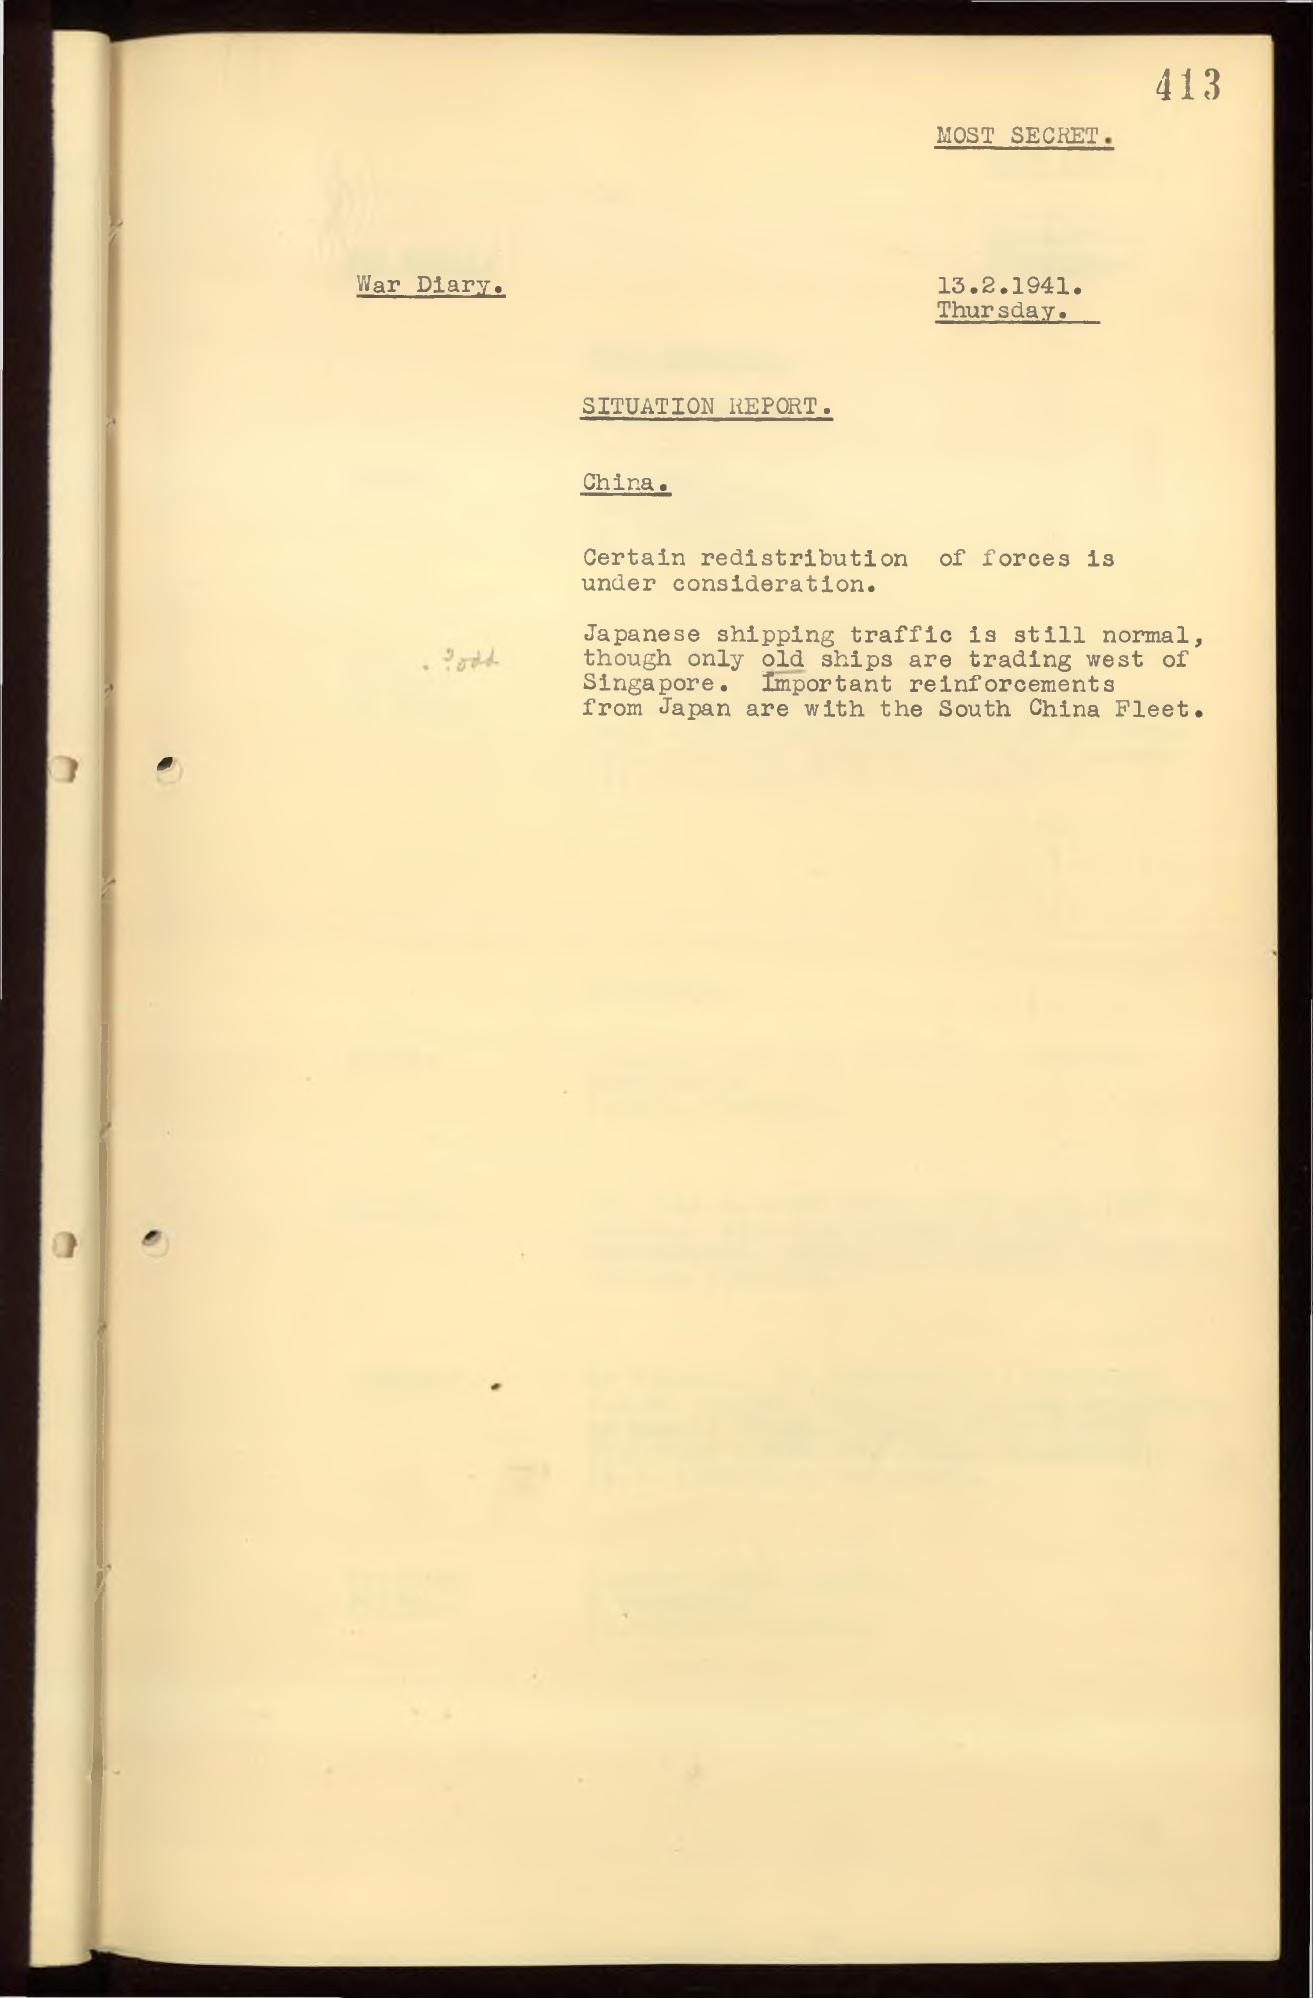 413
MOST SECRET.
War Diary.
13.2.1941.
Thursday.
SITUATION REPORT.
China.
Certain redistribution of forces is
under consideration.
Japanese shipping traffic is still normal,
though only old ships are trading west of
Singapore. Important reinforcements
from Japan are with the South China Fleet.